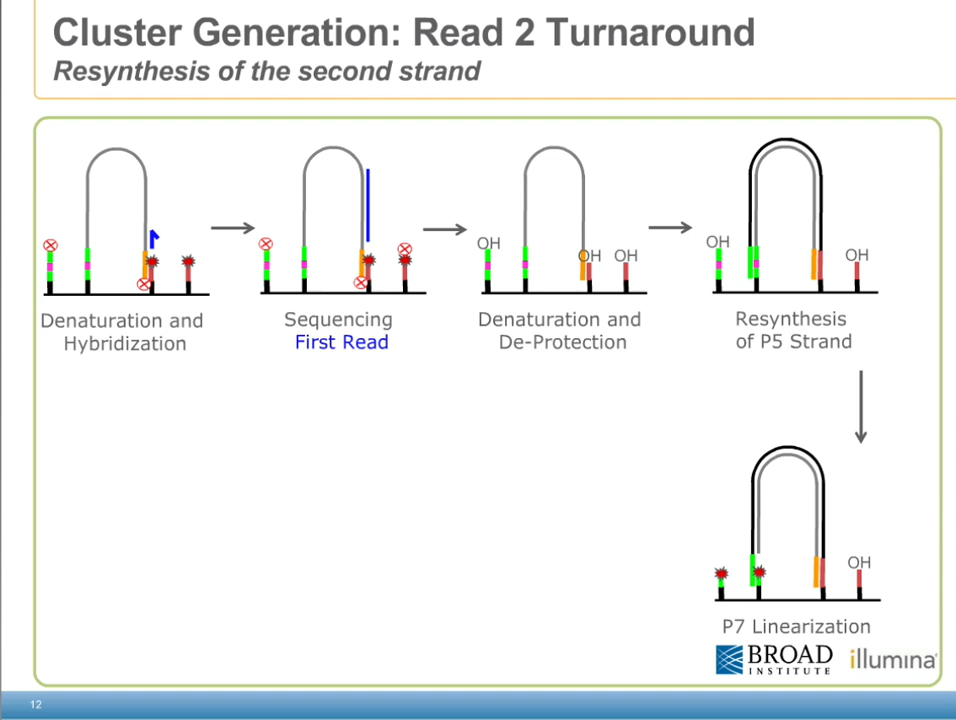 Cluster Generation: Read 2 Turnaround
Resynthesis of the second strand
OH
OH OH
OH
OH
Denaturation and
Hybridization
Sequencing
First Read
Denaturation and
De-Protection
Resynthesis
of P5 Strand
OH
P7 Linearization
BROAD
INSTITUTE
illumina
12